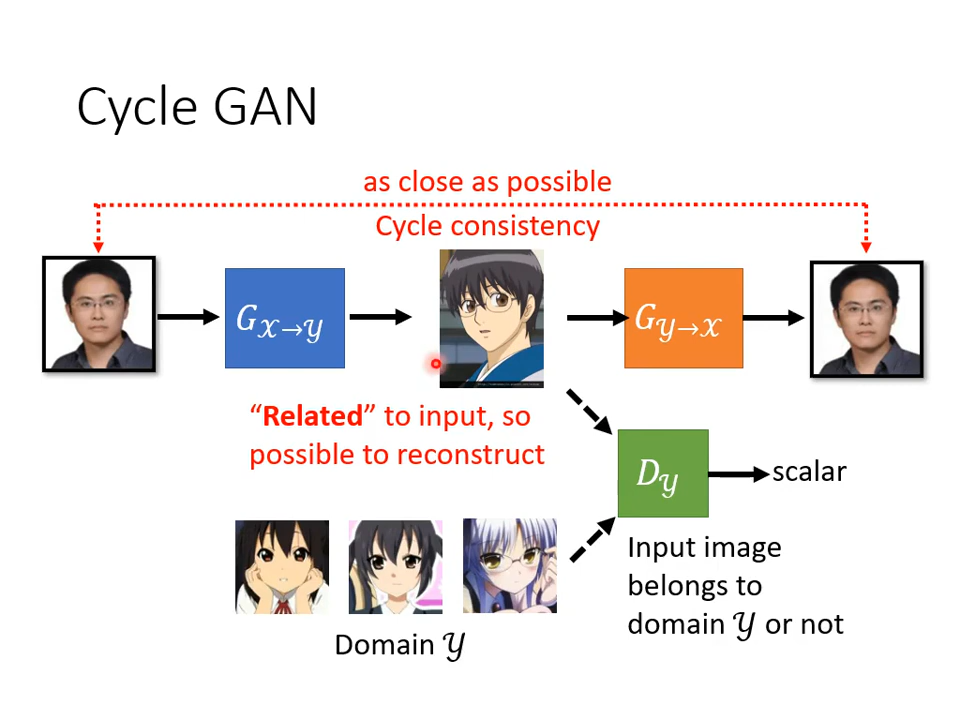 Cycle GAN
as close as possible
Cycle consistency
G𝒳→𝒴
G𝒴→𝒳
“Related” to input, so
possible to reconstruct
D𝒴
scalar
Input image
belongs to
domain 𝒴 or not
Domain 𝒴